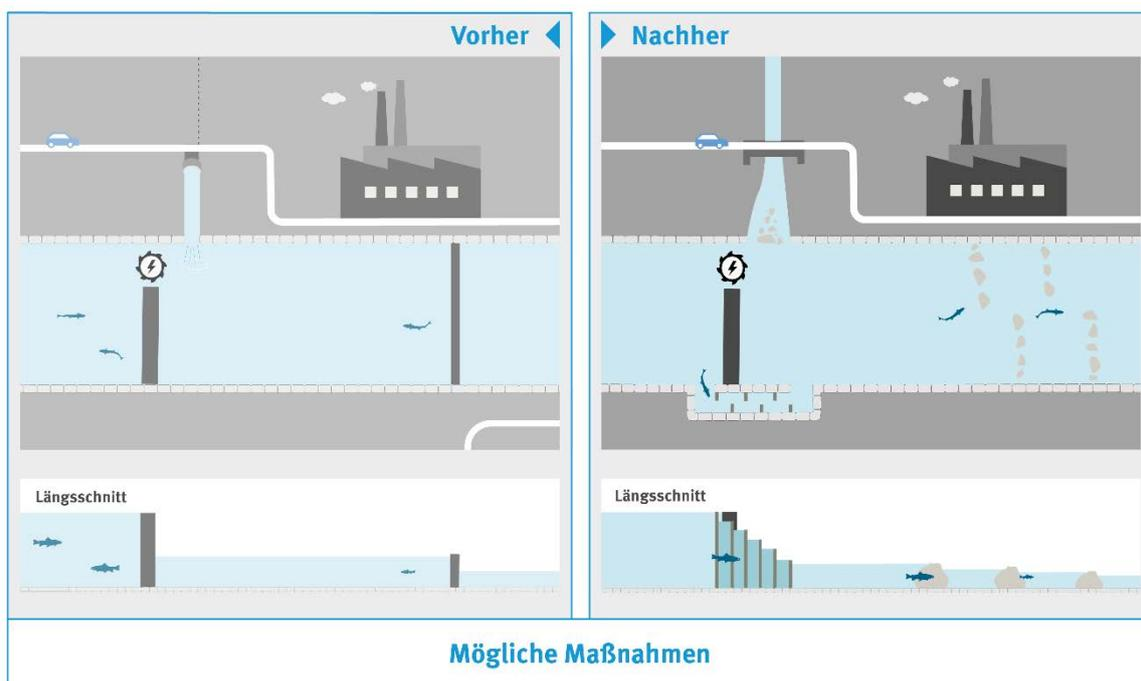 Vorher
Nachher
Längsschnitt
Längsschnitt
Mögliche Maßnahmen